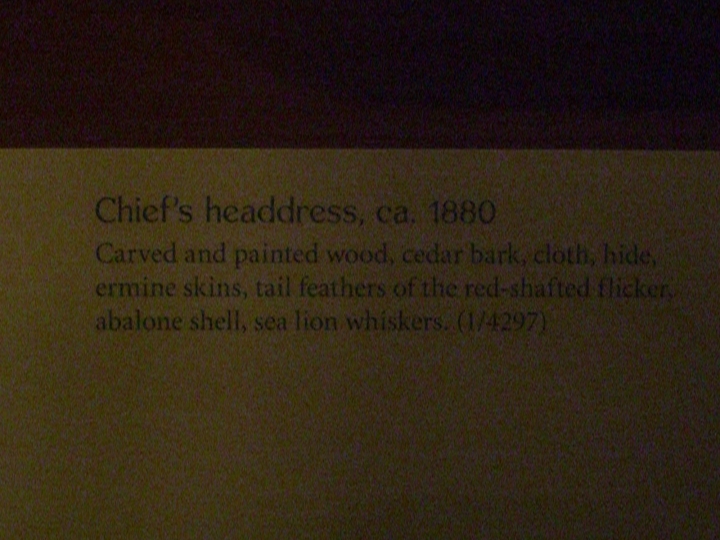 Chief's headdress, ca. 1880
Carved and painted wood, cedar bark, cloth, hide,
ermine skins, tail feathers of the red-shafted flicker,
abalone shell, sea lion whiskers. (1/4297)